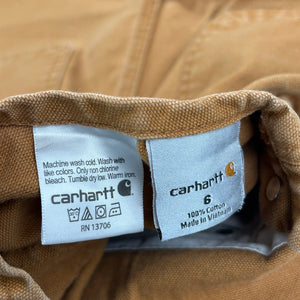 Machine wash cold. Wash with
like colors. Only non chlorine
bleach. Tumble dry low. Warm iron.
carhartt
RN 13706
carhartt
6
100% Cotton
Made in Vietnam